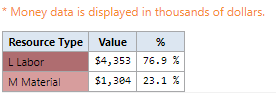 * Money data is displayed in thousands of dollars.
Resource Type Value %
L Labor $4,353 76.9 %
M Material $1,304 23.1 %